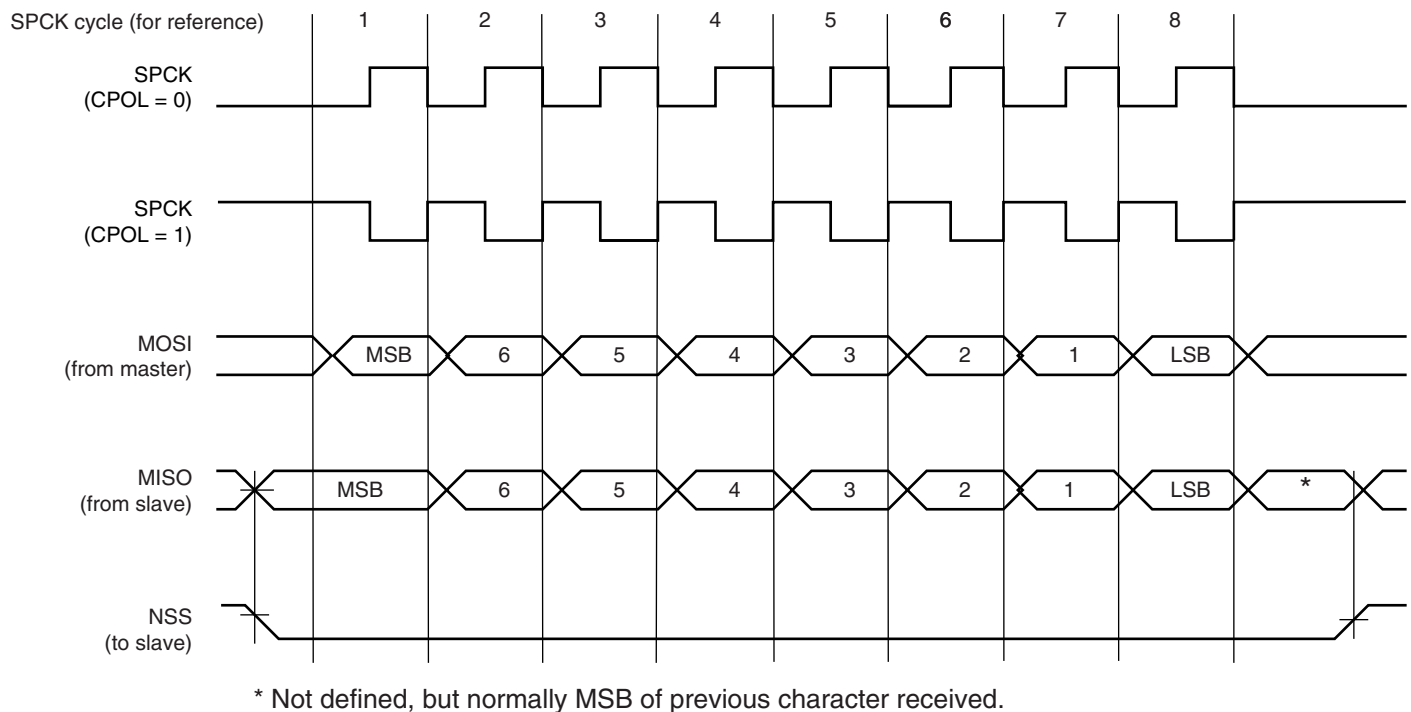 SPCK cycle (for reference) 1 2 3 4 5 6 7 8
SPCK
(CPOL = 0)
SPCK
(CPOL = 1)
MOSI
(from master)
MSB 6 5 4 3 2 1 LSB
MISO
(from slave)
MSB 6 5 4 3 2 1 LSB *
NSS
(to slave)
* Not defined, but normally MSB of previous character received.